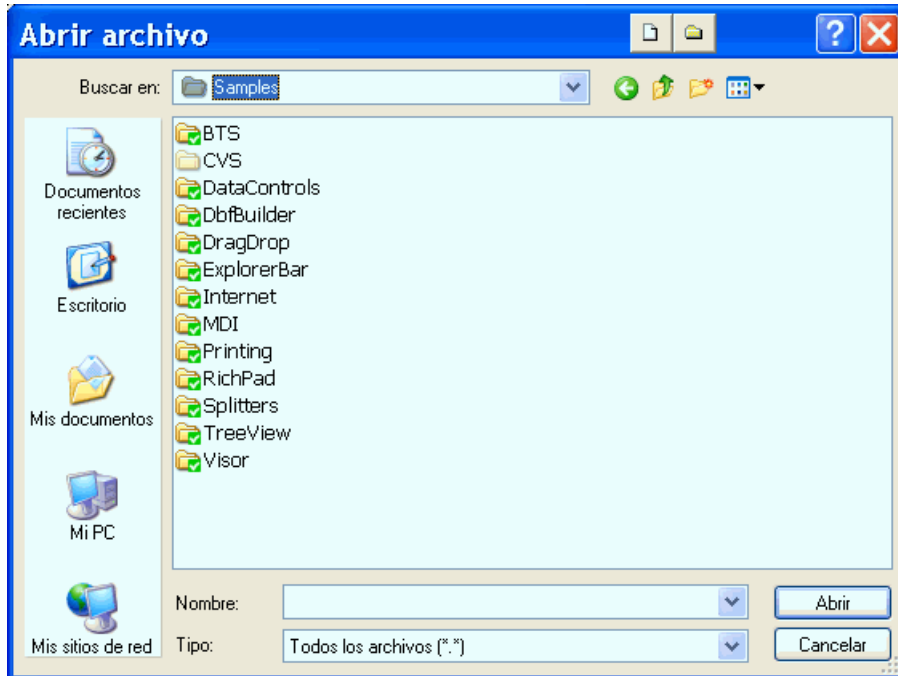 Abrir archivo
Buscar en:
Samples
Documentos
recientes
Escritorio
Mis documentos
Mi PC
Mis sitios de red
BTS
CVS
DataControls
DbfBuilder
DragDrop
ExplorerBar
Internet
MDI
Printing
RichPad
Splitters
TreeView
Visor
Nombre:
Abrir
Tipo:
Todos los archivos (*.*)
Cancelar